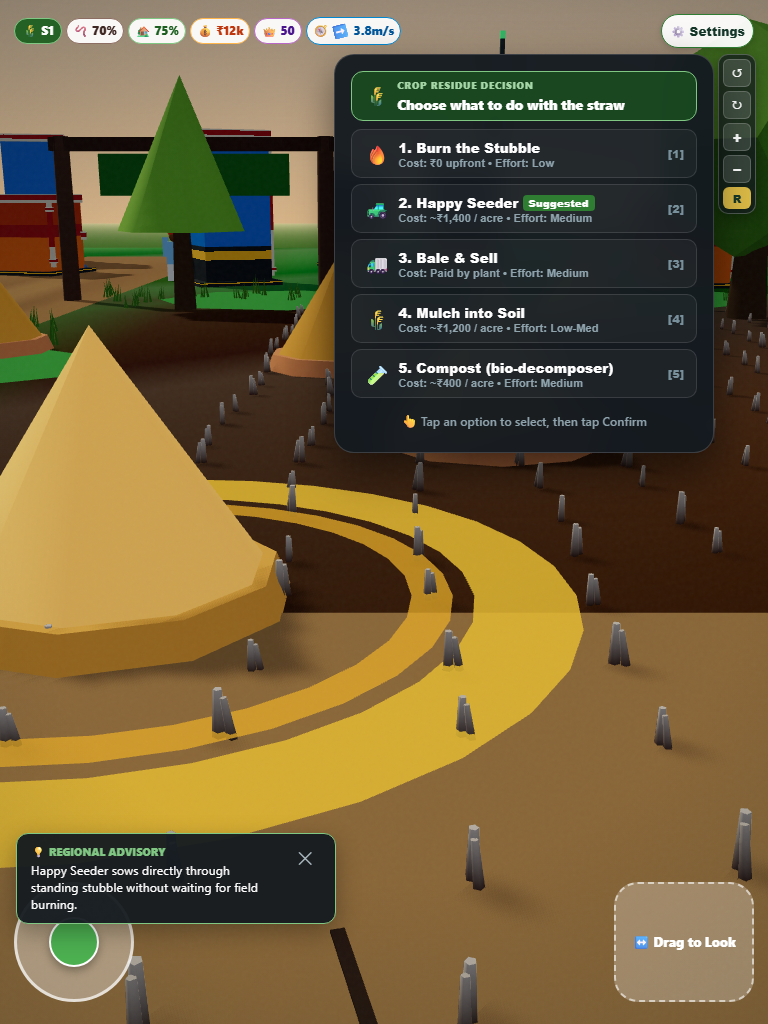 S1
70%
75%
₹12k
50
3.8m/s
Settings
CROP RESIDUE DECISION
Choose what to do with the straw
1. Burn the Stubble
Cost: ₹0 upfront • Effort: Low
[1]
2. Happy Seeder Suggested
Cost: ~₹1,400 / acre • Effort: Medium
[2]
3. Bale & Sell
Cost: Paid by plant • Effort: Medium
[3]
4. Mulch into Soil
Cost: ~₹1,200 / acre • Effort: Low-Med
[4]
5. Compost (bio-decomposer)
Cost: ~₹400 / acre • Effort: Medium
[5]
Tap an option to select, then tap Confirm
↺
↻
+
−
R
REGIONAL ADVISORY
Happy Seeder sows directly through
standing stubble without waiting for field
burning.
Drag to Look